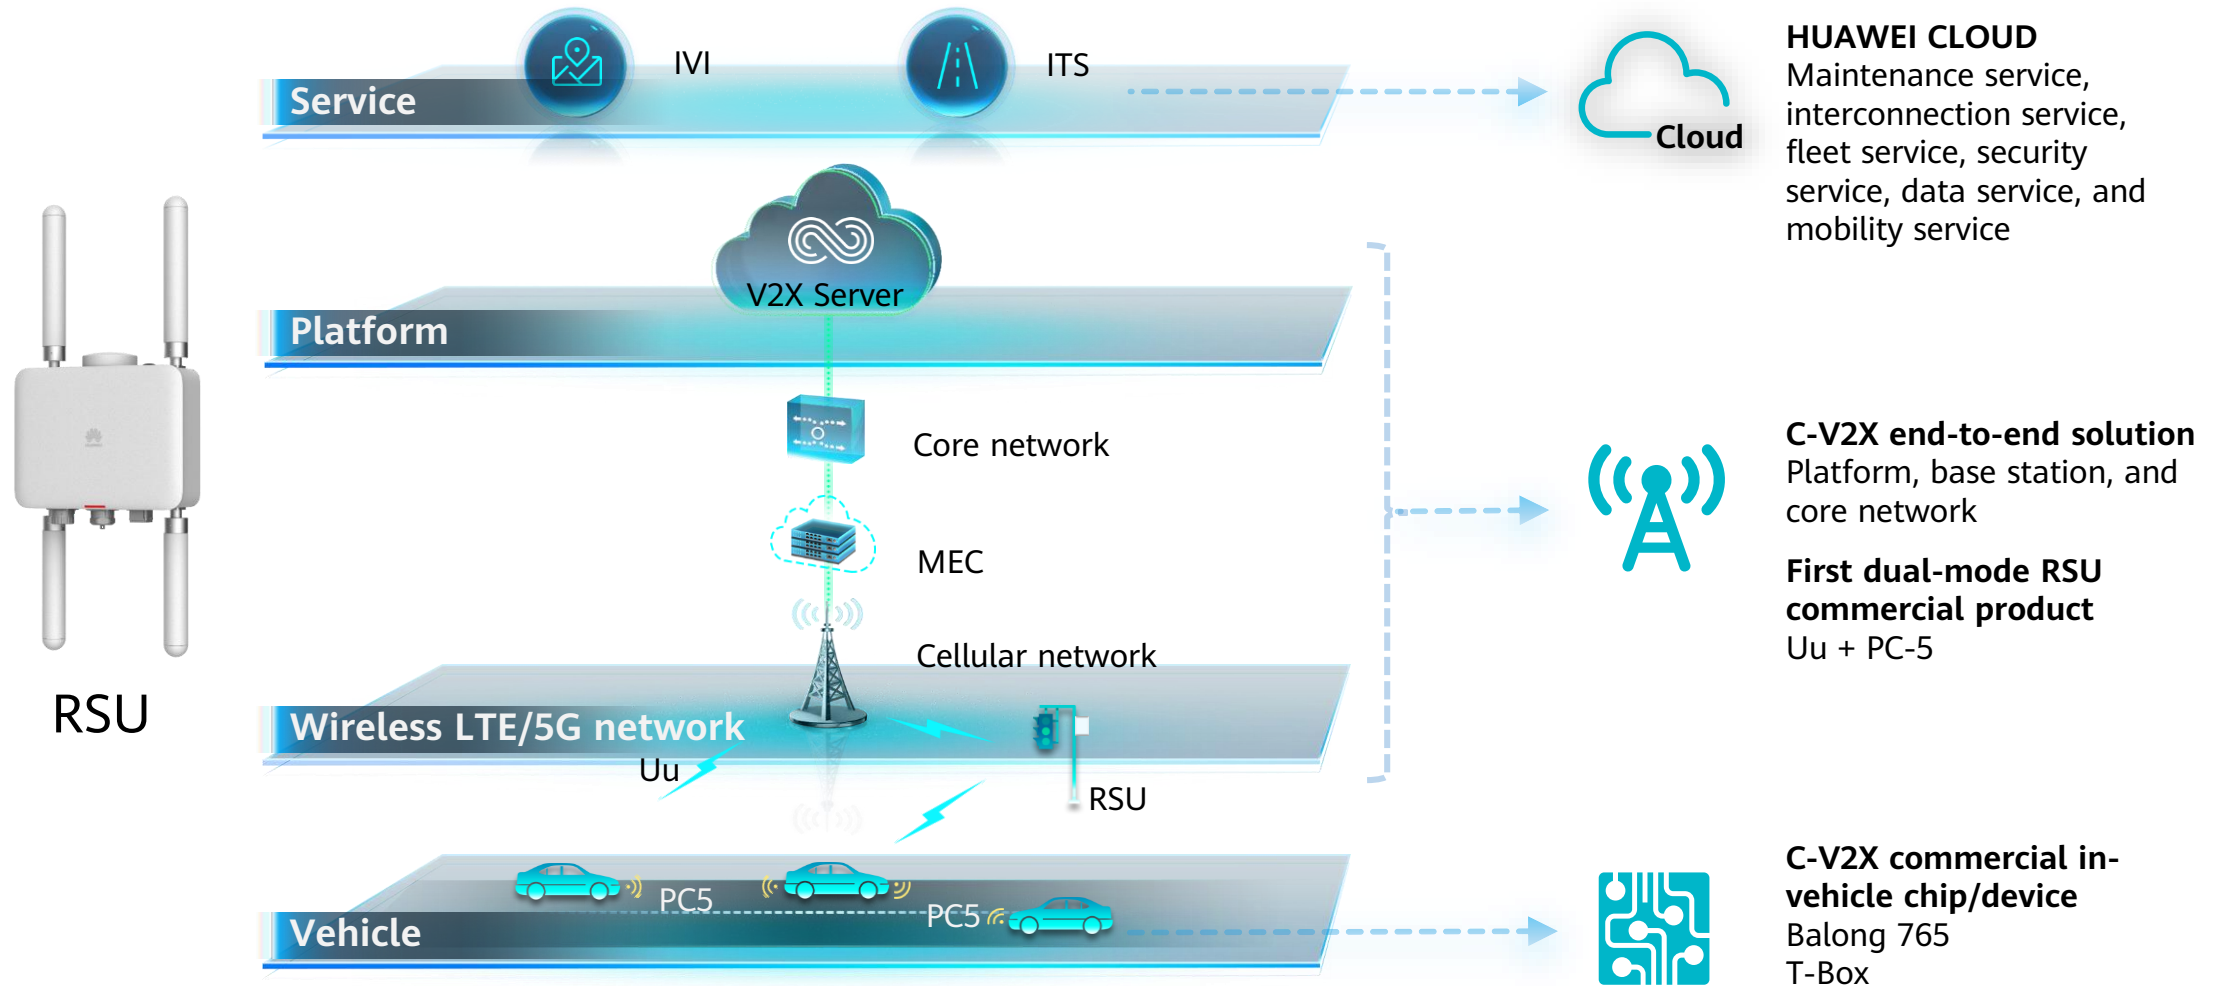 IVI
ITS
Service
Cloud
HUAWEI CLOUD
Maintenance service,
interconnection service,
fleet service, security
service, data service, and
mobility service
V2X Server
Platform
Core network
MEC
Cellular network
C-V2X end-to-end solution
Platform, base station, and
core network
First dual-mode RSU
commercial product
Uu + PC-5
RSU
Wireless LTE/5G network
Uu
RSU
PC5
PC5
Vehicle
C-V2X commercial in-
vehicle chip/device
Balong 765
T-Box